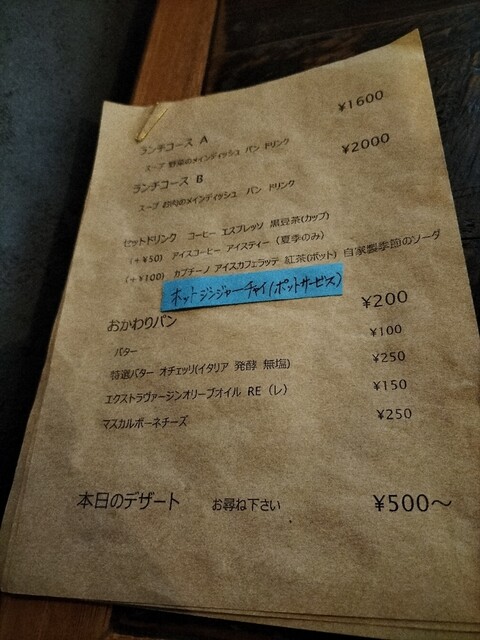 ランチコース A ¥1600
スープ 野菜のメインディッシュ パン ドリンク
ランチコース B ¥2000
スープ お肉のメインディッシュ パン ドリンク
セットドリンク コーヒー エスプレッソ 黒豆茶(カップ)
(+¥50) アイスコーヒー アイスティー (夏季のみ)
(+¥100) カプチーノ アイスカフェラッテ 紅茶(ポット) 自家製季節のソーダ
ホットジンジャーチャイ(ポットサービス)
おかわりパン ¥200
バター ¥100
特選バター オチェッリ(イタリア 発酵 無塩) ¥250
エクストラヴァージンオリーブオイル RE (レ) ¥150
マスカルポーネチーズ ¥250
本日のデザート お尋ね下さい ¥500～